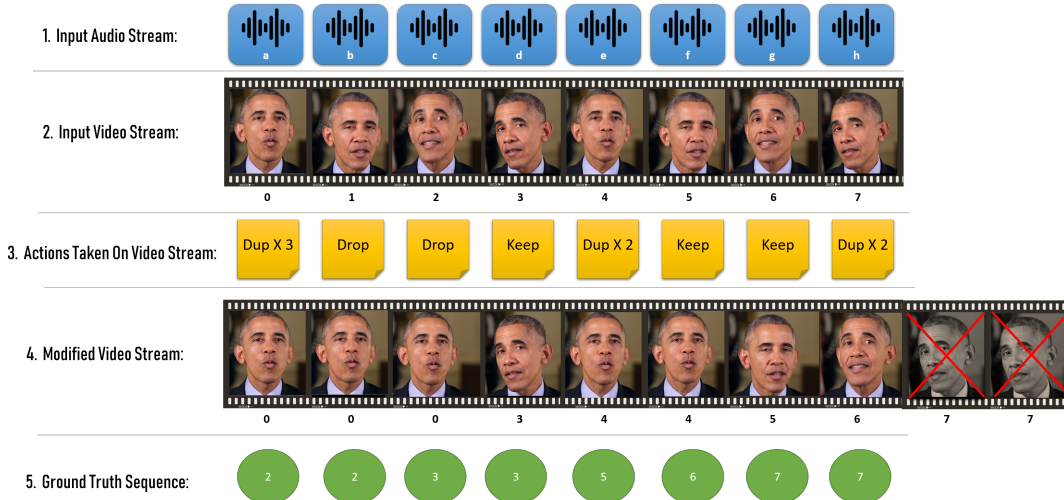 1. Input Audio Stream:
a b c d e f g h
2. Input Video Stream:
0 1 2 3 4 5 6 7
3. Actions Taken On Video Stream:
Dup X 3 Drop Drop Keep Dup X 2 Keep Keep Dup X 2
4. Modified Video Stream:
0 0 0 3 4 4 5 6 7 7
5. Ground Truth Sequence:
2 2 3 3 5 6 7 7